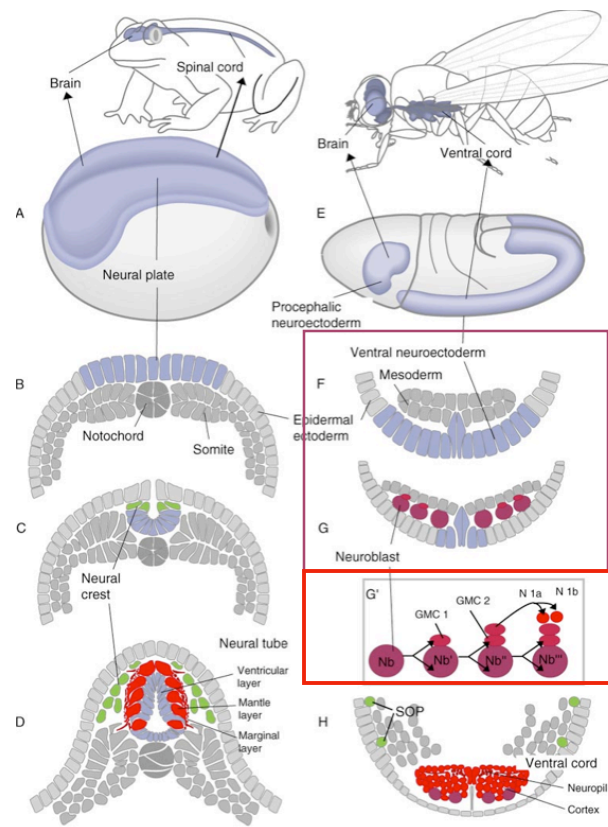 Brain
Spinal cord
A
Neural plate
B
Notochord
Somite
Epidermal
ectoderm
C
Neural
crest
Neural tube
Ventricular
layer
Mantle
layer
Marginal
layer
D
Brain
Ventral cord
E
Procephalic
neuroectoderm
Ventral neuroectoderm
Mesoderm
F
G
Neuroblast
G'
GMC 1
GMC 2
N 1a
N 1b
Nb
Nb'
Nb''
Nb'''
SOP
H
Ventral cord
Neuropil
Cortex